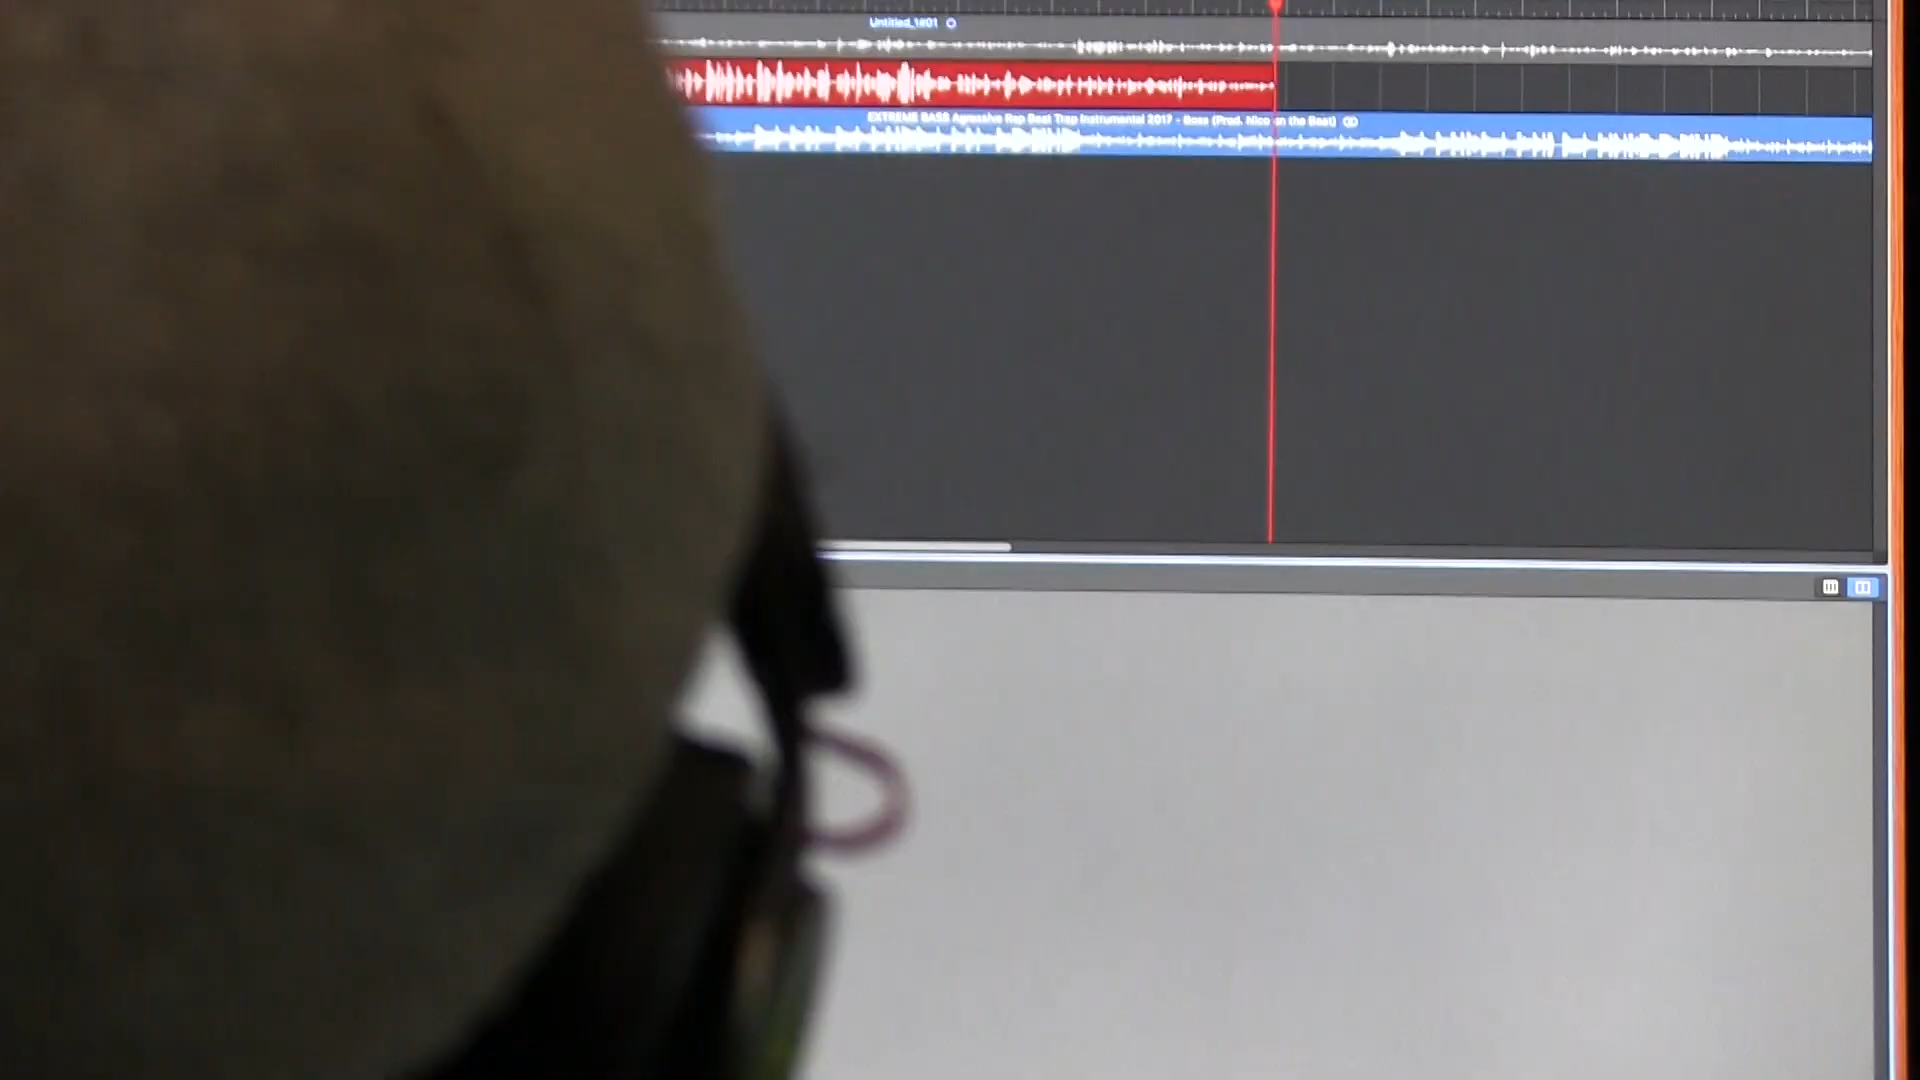 Untitled_1#01
EXTREME BASS Agressive Rap Beat Trap Instrumental 2017 - Boss (Prod. Nico on the Beat)